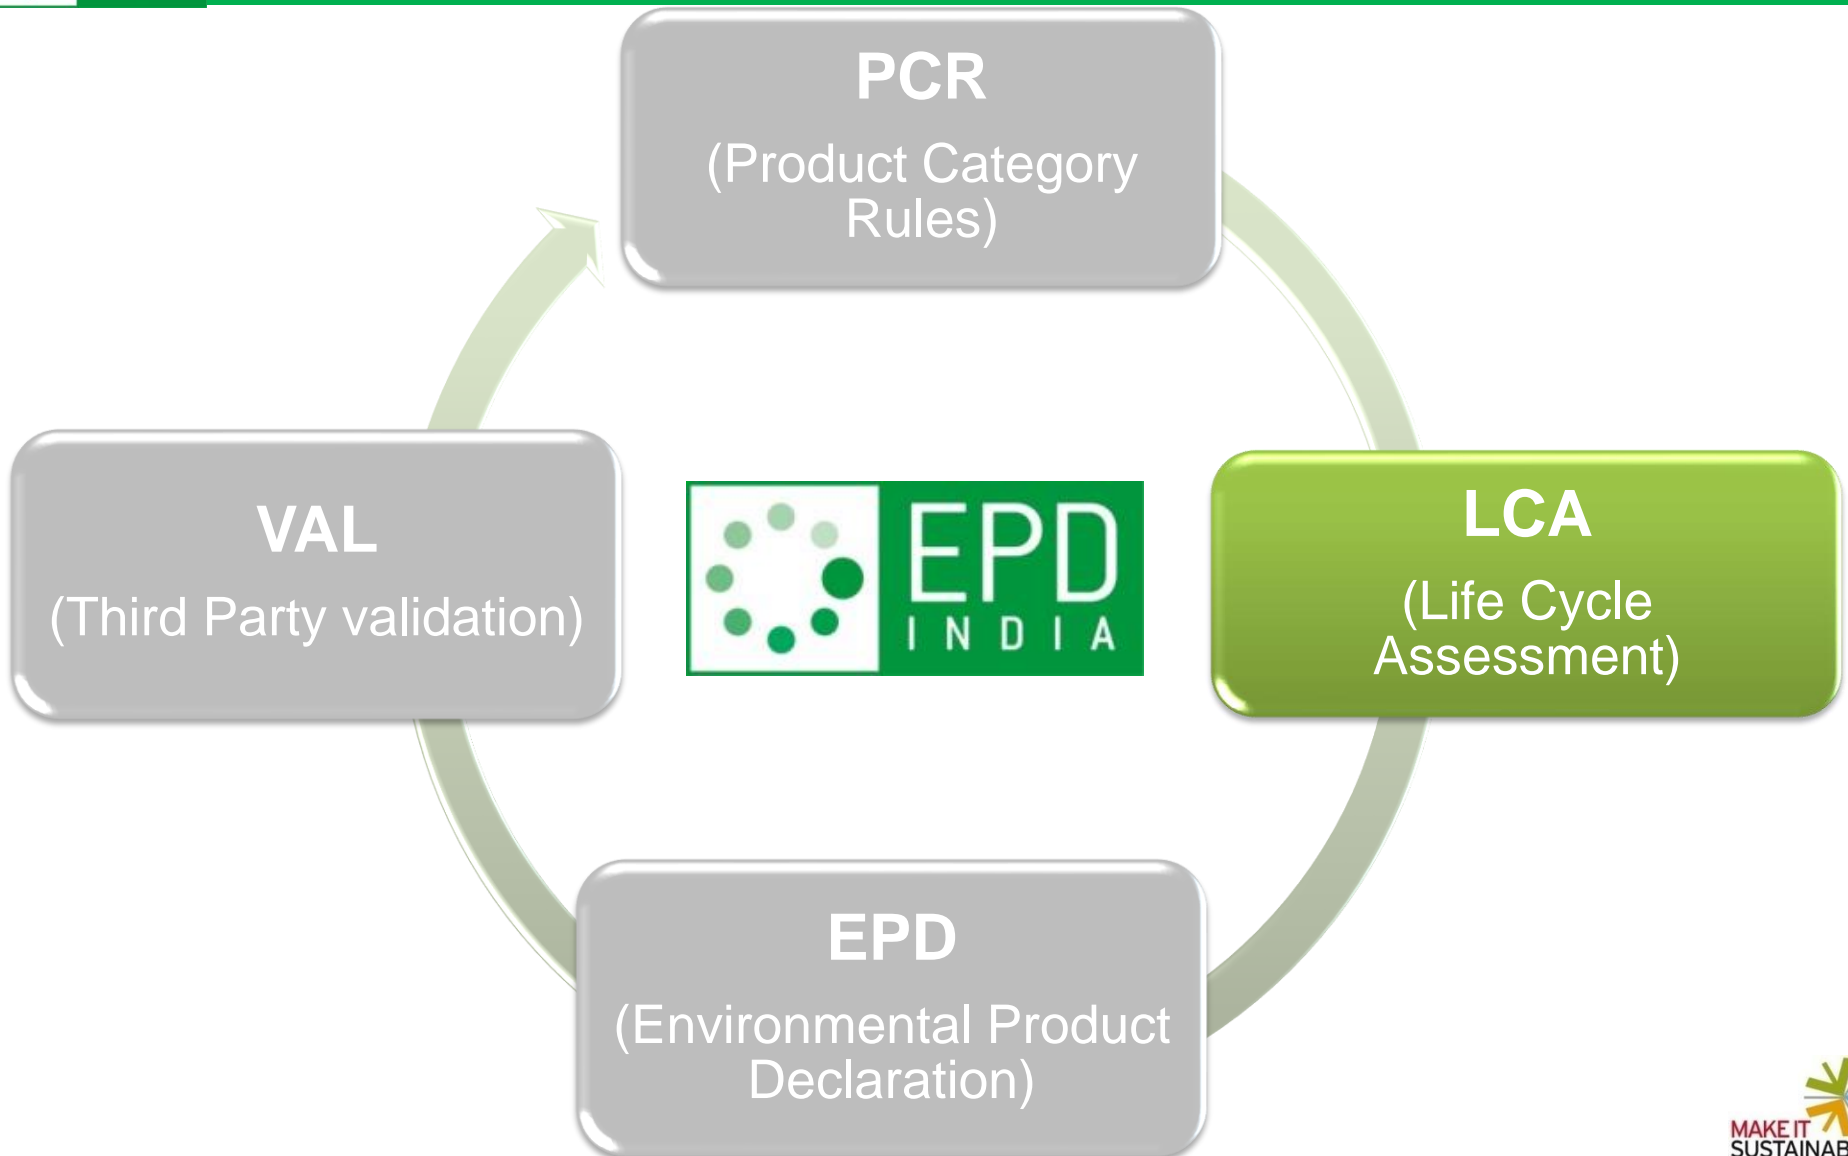 PCR
(Product Category
Rules)
VAL
(Third Party validation)
EPD
INDIA
LCA
(Life Cycle
Assessment)
EPD
(Environmental Product
Declaration)
MAKE IT